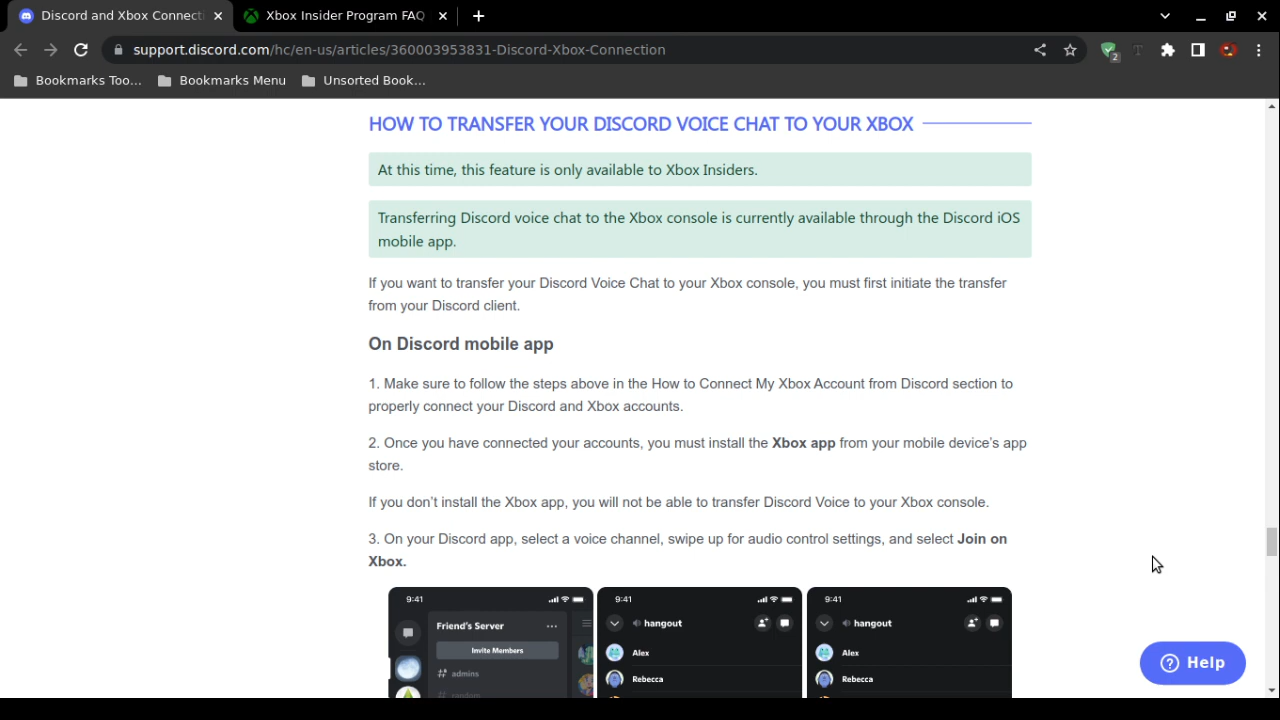 Discord and Xbox Connecti
Xbox Insider Program FAQ
support.discord.com/hc/en-us/articles/360003953831-Discord-Xbox-Connection
2
Bookmarks Too...
Bookmarks Menu
Unsorted Book...
HOW TO TRANSFER YOUR DISCORD VOICE CHAT TO YOUR XBOX
At this time, this feature is only available to Xbox Insiders.
Transferring Discord voice chat to the Xbox console is currently available through the Discord iOS
mobile app.
If you want to transfer your Discord Voice Chat to your Xbox console, you must first initiate the transfer
from your Discord client.
On Discord mobile app
1. Make sure to follow the steps above in the How to Connect My Xbox Account from Discord section to
properly connect your Discord and Xbox accounts.
2. Once you have connected your accounts, you must install the Xbox app from your mobile device's app
store.
If you don't install the Xbox app, you will not be able to transfer Discord Voice to your Xbox console.
3. On your Discord app, select a voice channel, swipe up for audio control settings, and select Join on
Xbox.
9:41
Friend's Server
Invite Members
# admins
# random
9:41
hangout
Alex
Rebecca
9:41
hangout
Alex
Rebecca
Help